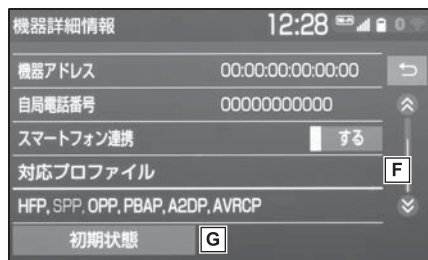 機器詳細情報 12:28 0
機器アドレス 00:00:00:00:00:00
自局電話番号 00000000000
スマートフォン連携 する
対応プロファイル F
HFP, SPP, OPP, PBAP, A2DP, AVRCP
初期状態 G